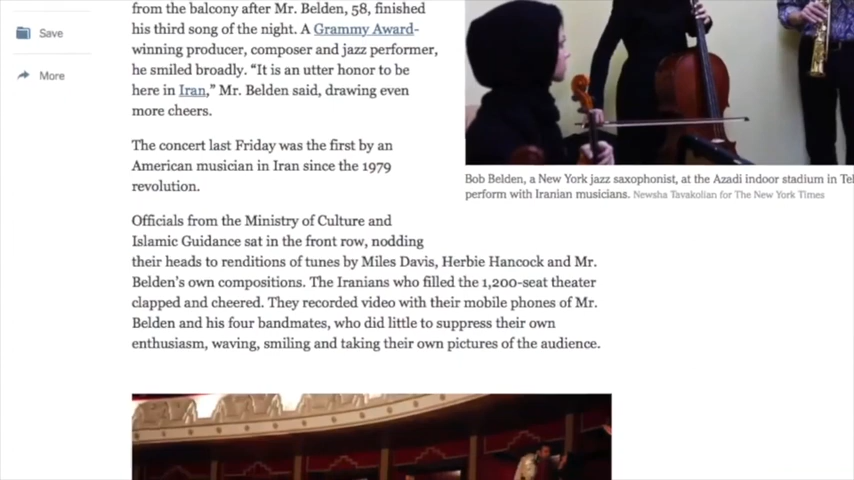 from the balcony after Mr. Belden, 58, finished
his third song of the night. A Grammy Award-
winning producer, composer and jazz performer,
he smiled broadly. “It is an utter honor to be
here in Iran,” Mr. Belden said, drawing even
more cheers.
The concert last Friday was the first by an
American musician in Iran since the 1979
revolution.
Officials from the Ministry of Culture and
Islamic Guidance sat in the front row, nodding
their heads to renditions of tunes by Miles Davis, Herbie Hancock and Mr.
Belden’s own compositions. The Iranians who filled the 1,200-seat theater
clapped and cheered. They recorded video with their mobile phones of Mr.
Belden and his four bandmates, who did little to suppress their own
enthusiasm, waving, smiling and taking their own pictures of the audience.
Save
More
Bob Belden, a New York jazz saxophonist, at the Azadi indoor stadium in Te
perform with Iranian musicians. Newsha Tavakolian for The New York Times